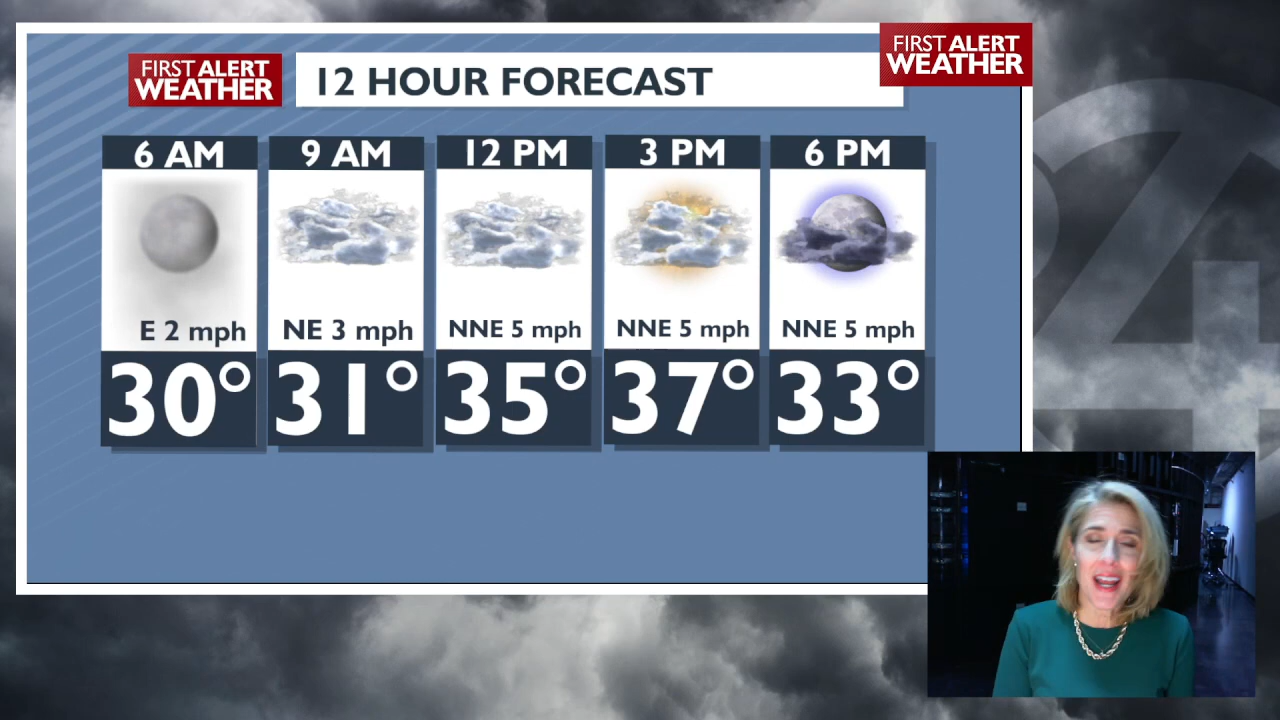 FIRST ALERT
WEATHER
12 HOUR FORECAST
FIRST ALERT
WEATHER
6 AM
9 AM
12 PM
3 PM
6 PM
E 2 mph
NE 3 mph
NNE 5 mph
NNE 5 mph
NNE 5 mph
30°
31°
35°
37°
33°
24